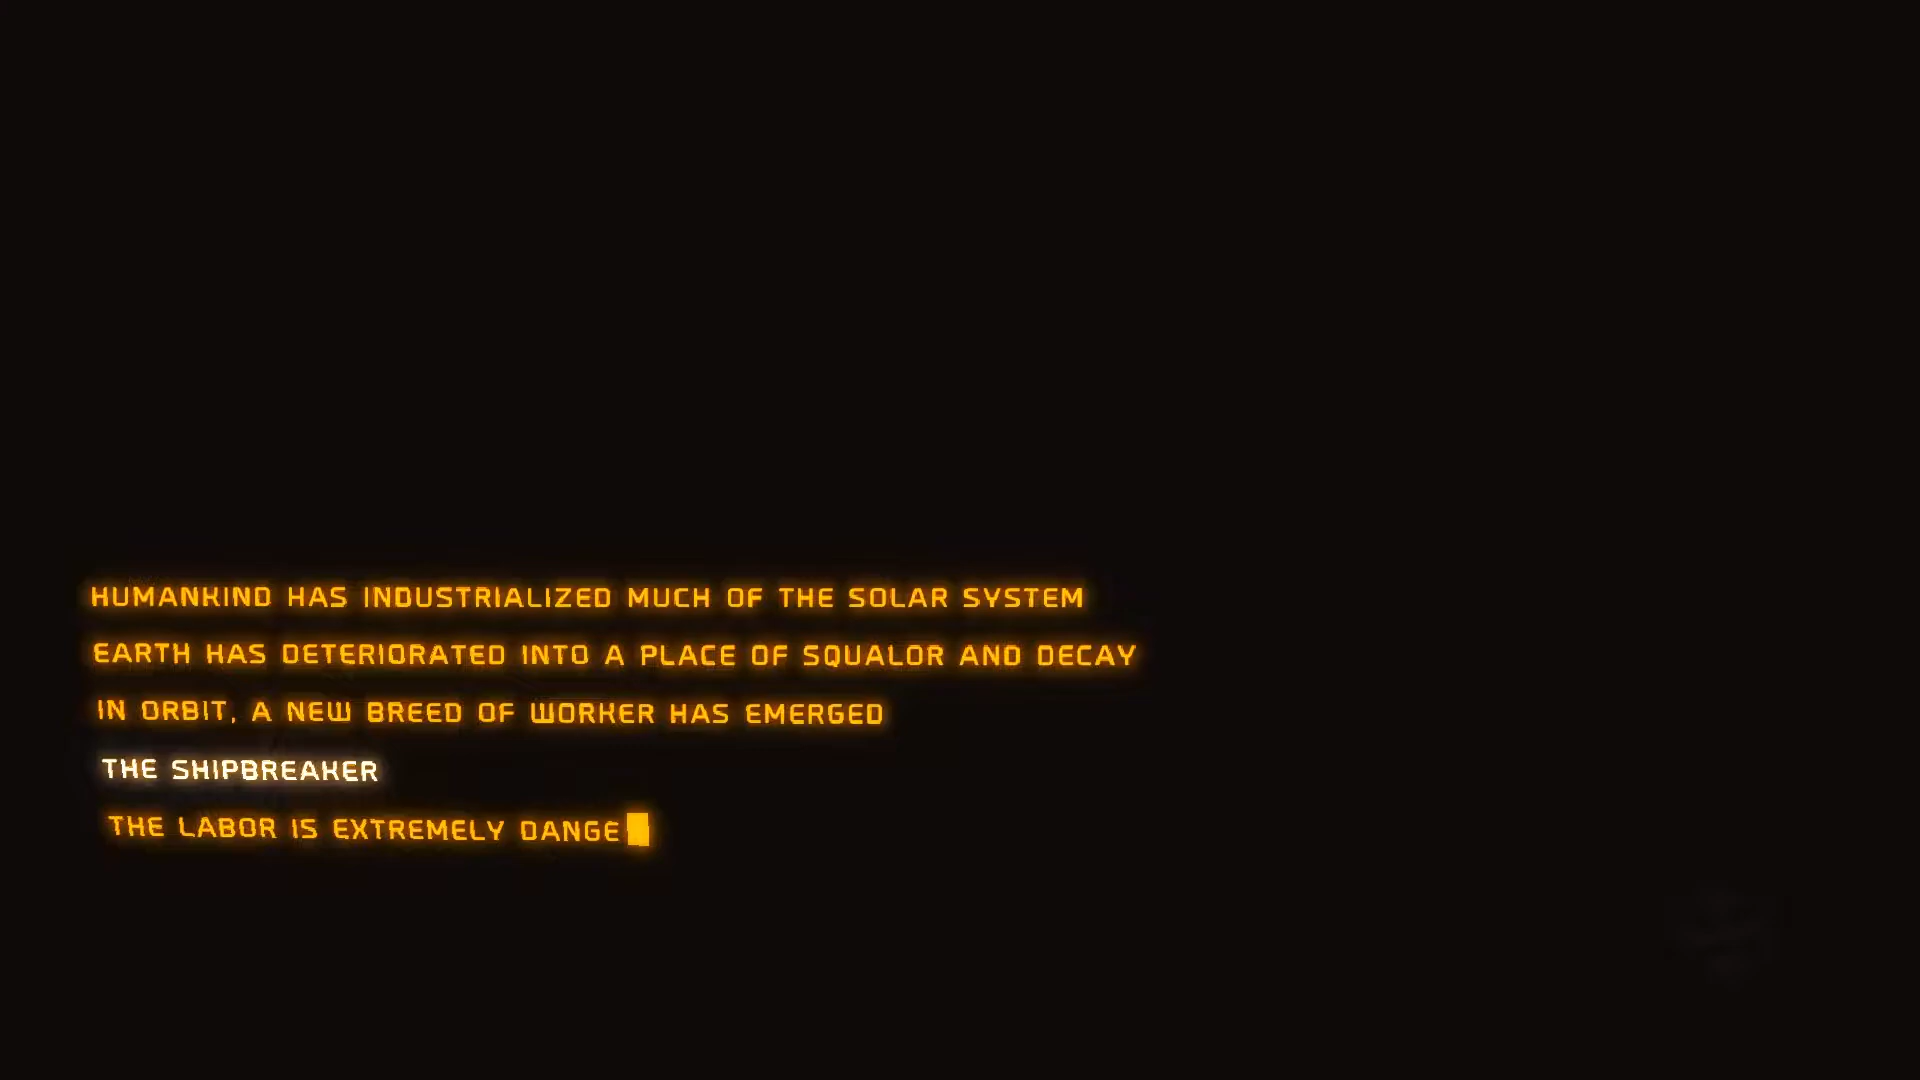 HUMANKIND HAS INDUSTRIALIZED MUCH OF THE SOLAR SYSTEM
EARTH HAS DETERIORATED INTO A PLACE OF SQUALOR AND DECAY
IN ORBIT, A NEW BREED OF WORKER HAS EMERGED
THE SHIPBREAKER
THE LABOR IS EXTREMELY DANGE